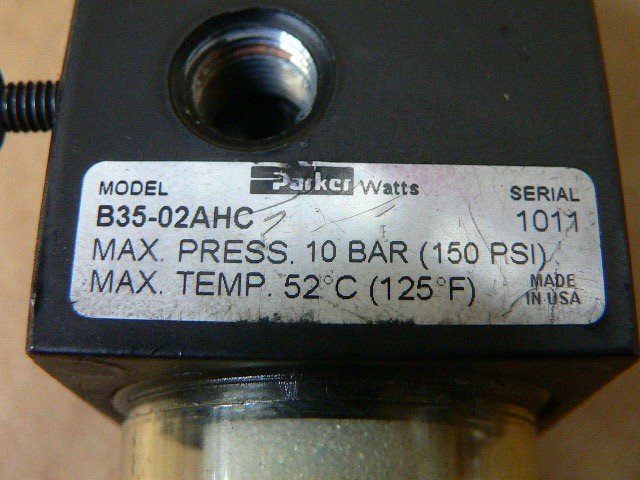 Parker Watts
MODEL SERIAL
B35-02AHC 1011
MAX. PRESS. 10 BAR (150 PSI)
MAX. TEMP. 52°C (125°F) MADE
IN USA